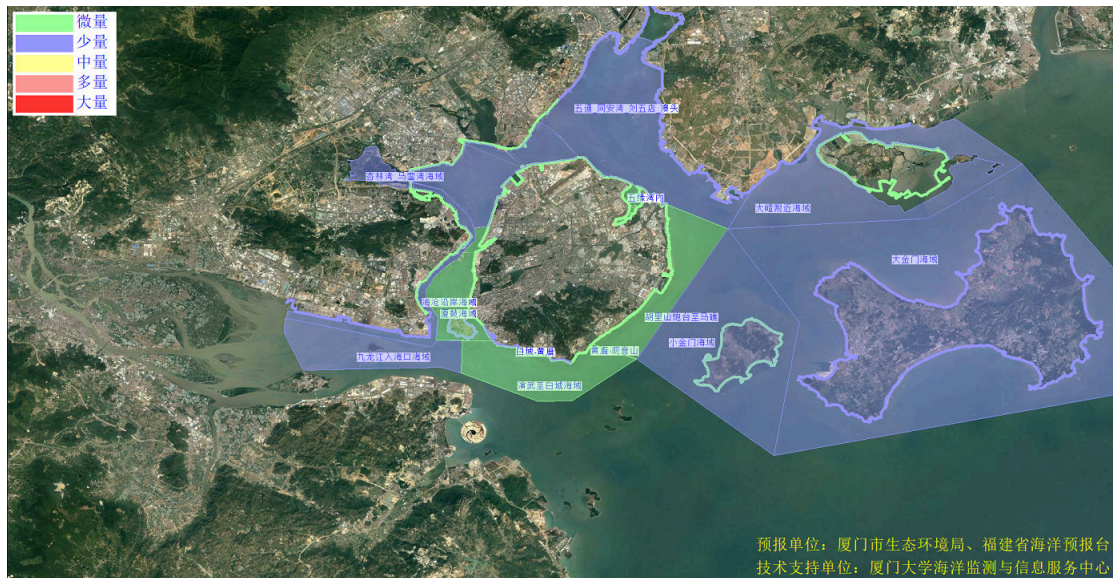 微量
少量
中量
多量
大量
五缘 同安湾 刘五店 澳头
杏林湾 马銮湾海域
五缘湾内
大嶝附近海域
大金门海域
海沧沿岸海域
厦鼓海域
胡里山炮台至马銮
小金门海域
九龙江入海口海域
白城-黄厝
黄厝-观音山
演武至白城海域
预报单位：厦门市生态环境局、福建省海洋预报台
技术支持单位：厦门大学海洋监测与信息服务中心